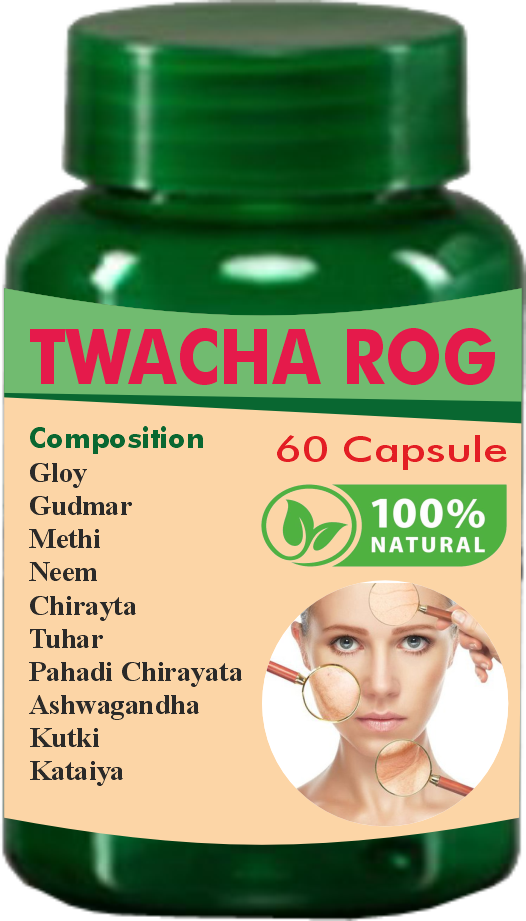 TWACHA ROG
Composition
Gloy
Gudmar
Methi
Neem
Chirayta
Tuhar
Pahadi Chirayata
Ashwagandha
Kutki
Kataiya
60 Capsule
100%
NATURAL